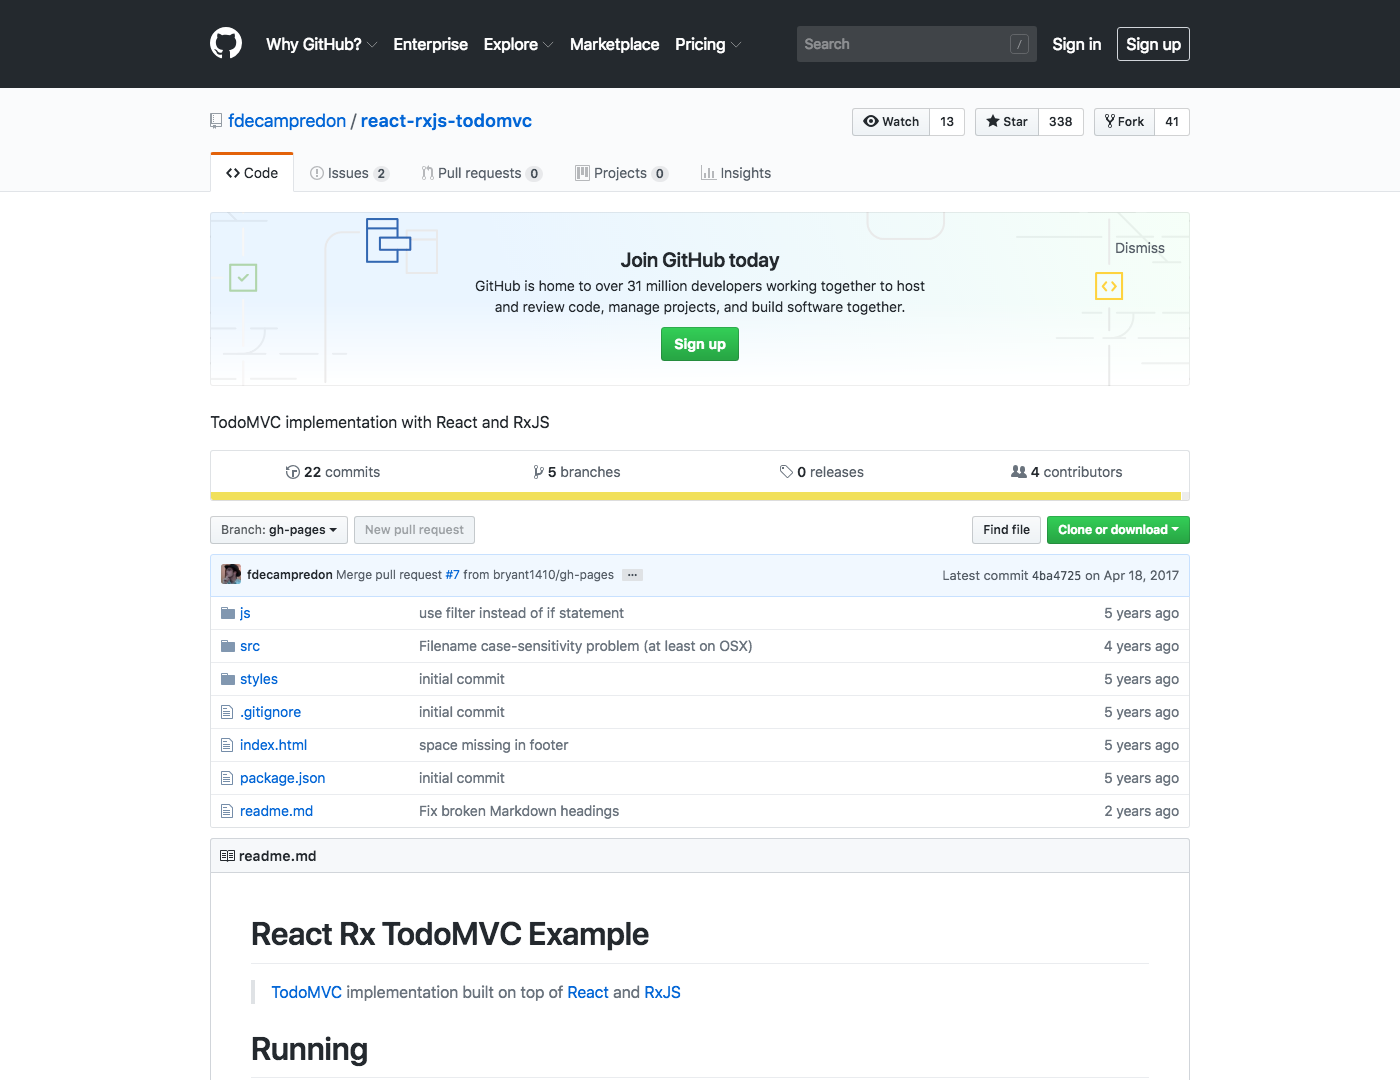 Why GitHub? Enterprise Explore Marketplace Pricing Search / Sign in Sign up
fdecampredon / react-rxjs-todomvc Watch 13 Star 338 Fork 41
Code Issues 2 Pull requests 0 Projects 0 Insights
Dismiss
Join GitHub today
GitHub is home to over 31 million developers working together to host
and review code, manage projects, and build software together.
Sign up
TodoMVC implementation with React and RxJS
22 commits 5 branches 0 releases 4 contributors
Branch: gh-pages New pull request Find file Clone or download
fdecampredon Merge pull request #7 from bryant1410/gh-pages ... Latest commit 4ba4725 on Apr 18, 2017
js use filter instead of if statement 5 years ago
src Filename case-sensitivity problem (at least on OSX) 4 years ago
styles initial commit 5 years ago
.gitignore initial commit 5 years ago
index.html space missing in footer 5 years ago
package.json initial commit 5 years ago
readme.md Fix broken Markdown headings 2 years ago
readme.md
React Rx TodoMVC Example
TodoMVC implementation built on top of React and RxJS
Running